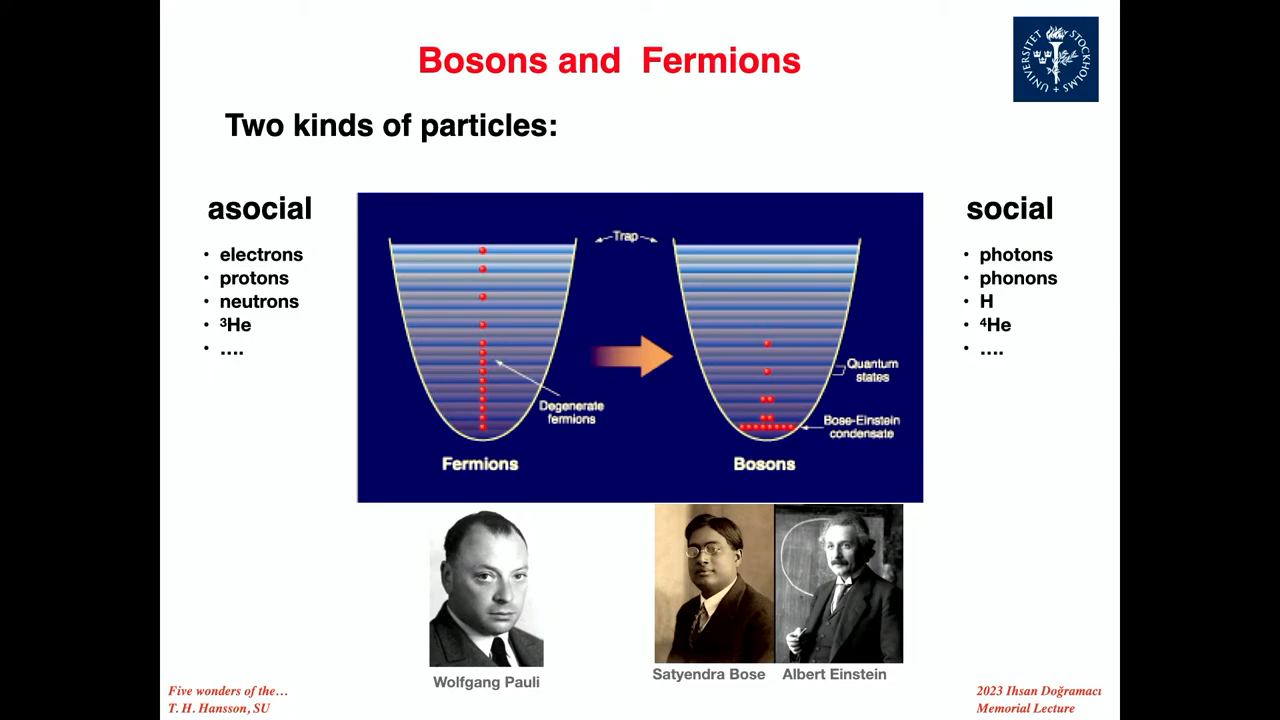 Bosons and Fermions
UNIVERSITET STOCKHOLMS
Two kinds of particles:
asocial
• electrons
• protons
• neutrons
• ³He
• ....
Trap
Degenerate
fermions
Fermions
Quantum
states
Bose-Einstein
condensate
Bosons
social
• photons
• phonons
• H
• ⁴He
• ....
Wolfgang Pauli
Satyendra Bose
Albert Einstein
Five wonders of the…
T. H. Hansson, SU
2023 Ihsan Doğramacı
Memorial Lecture